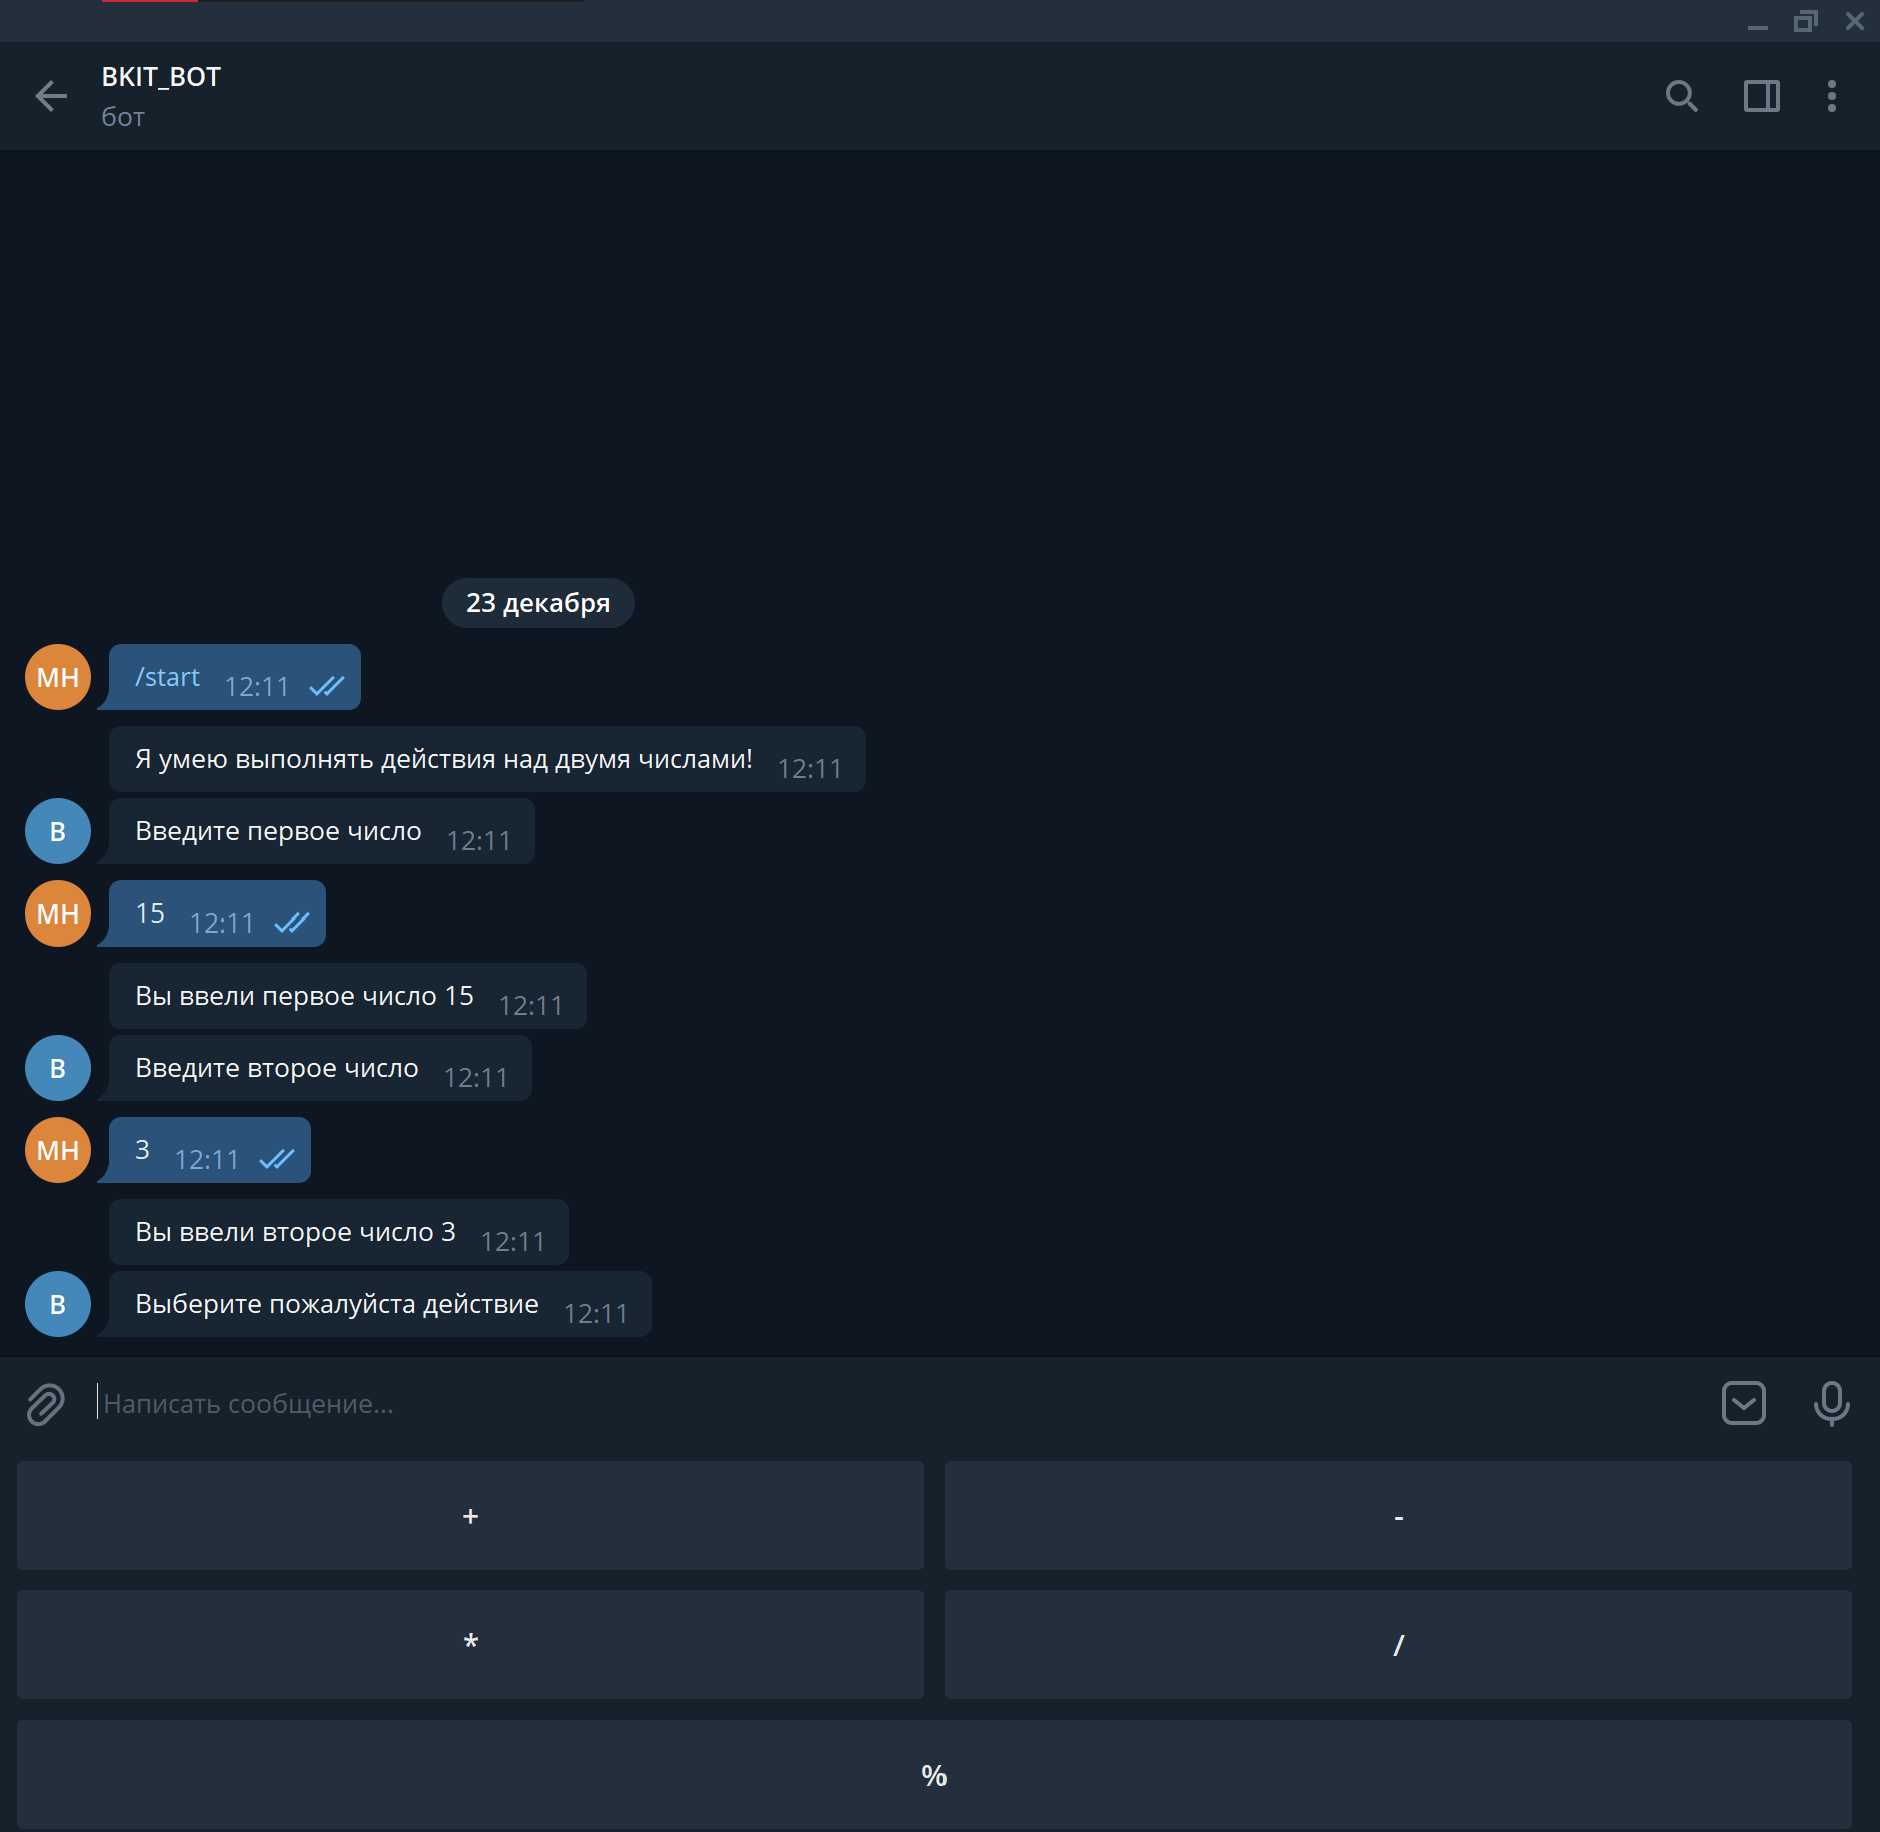 BKIT_BOT
бот
23 декабря
МН
/start 12:11
Я умею выполнять действия над двумя числами! 12:11
B
Введите первое число 12:11
МН
15 12:11
Вы ввели первое число 15 12:11
B
Введите второе число 12:11
МН
3 12:11
Вы ввели второе число 3 12:11
B
Выберите пожалуйста действие 12:11
Написать сообщение...
+ -
* /
%